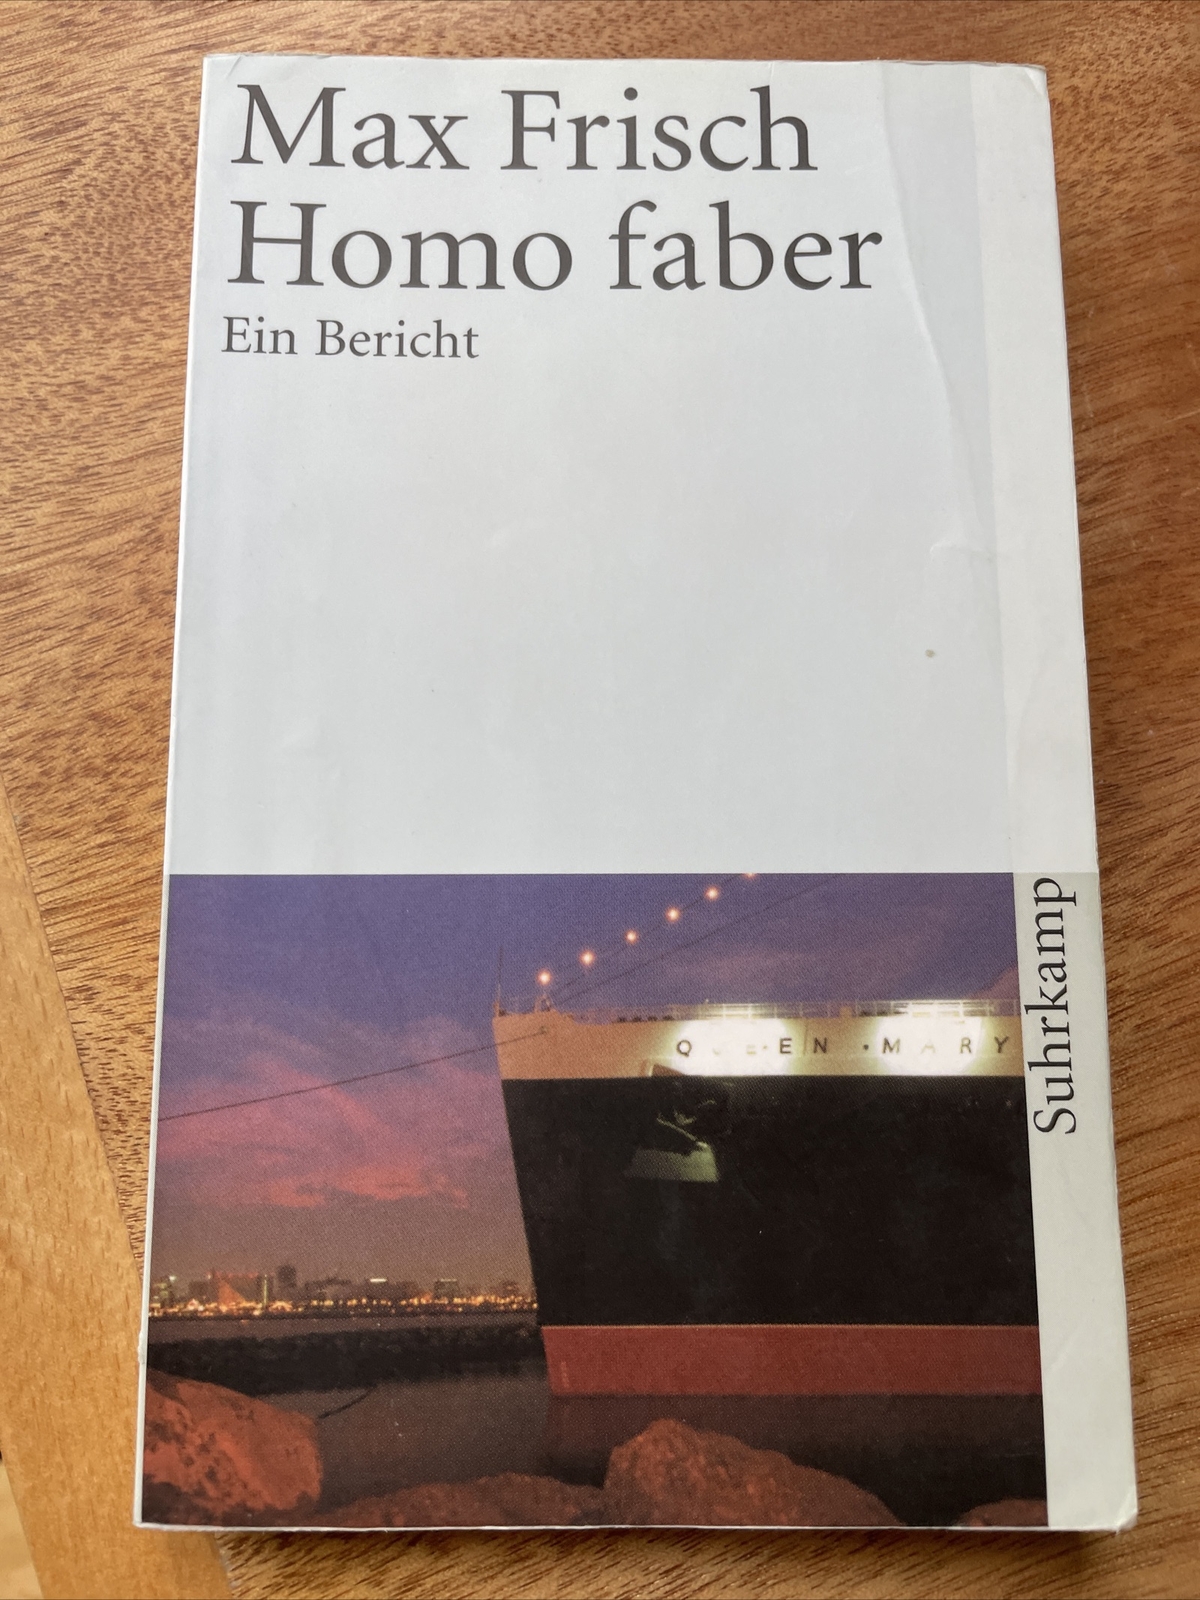 Max Frisch
Homo faber
Ein Bericht
QUEEN · MARY
Suhrkamp